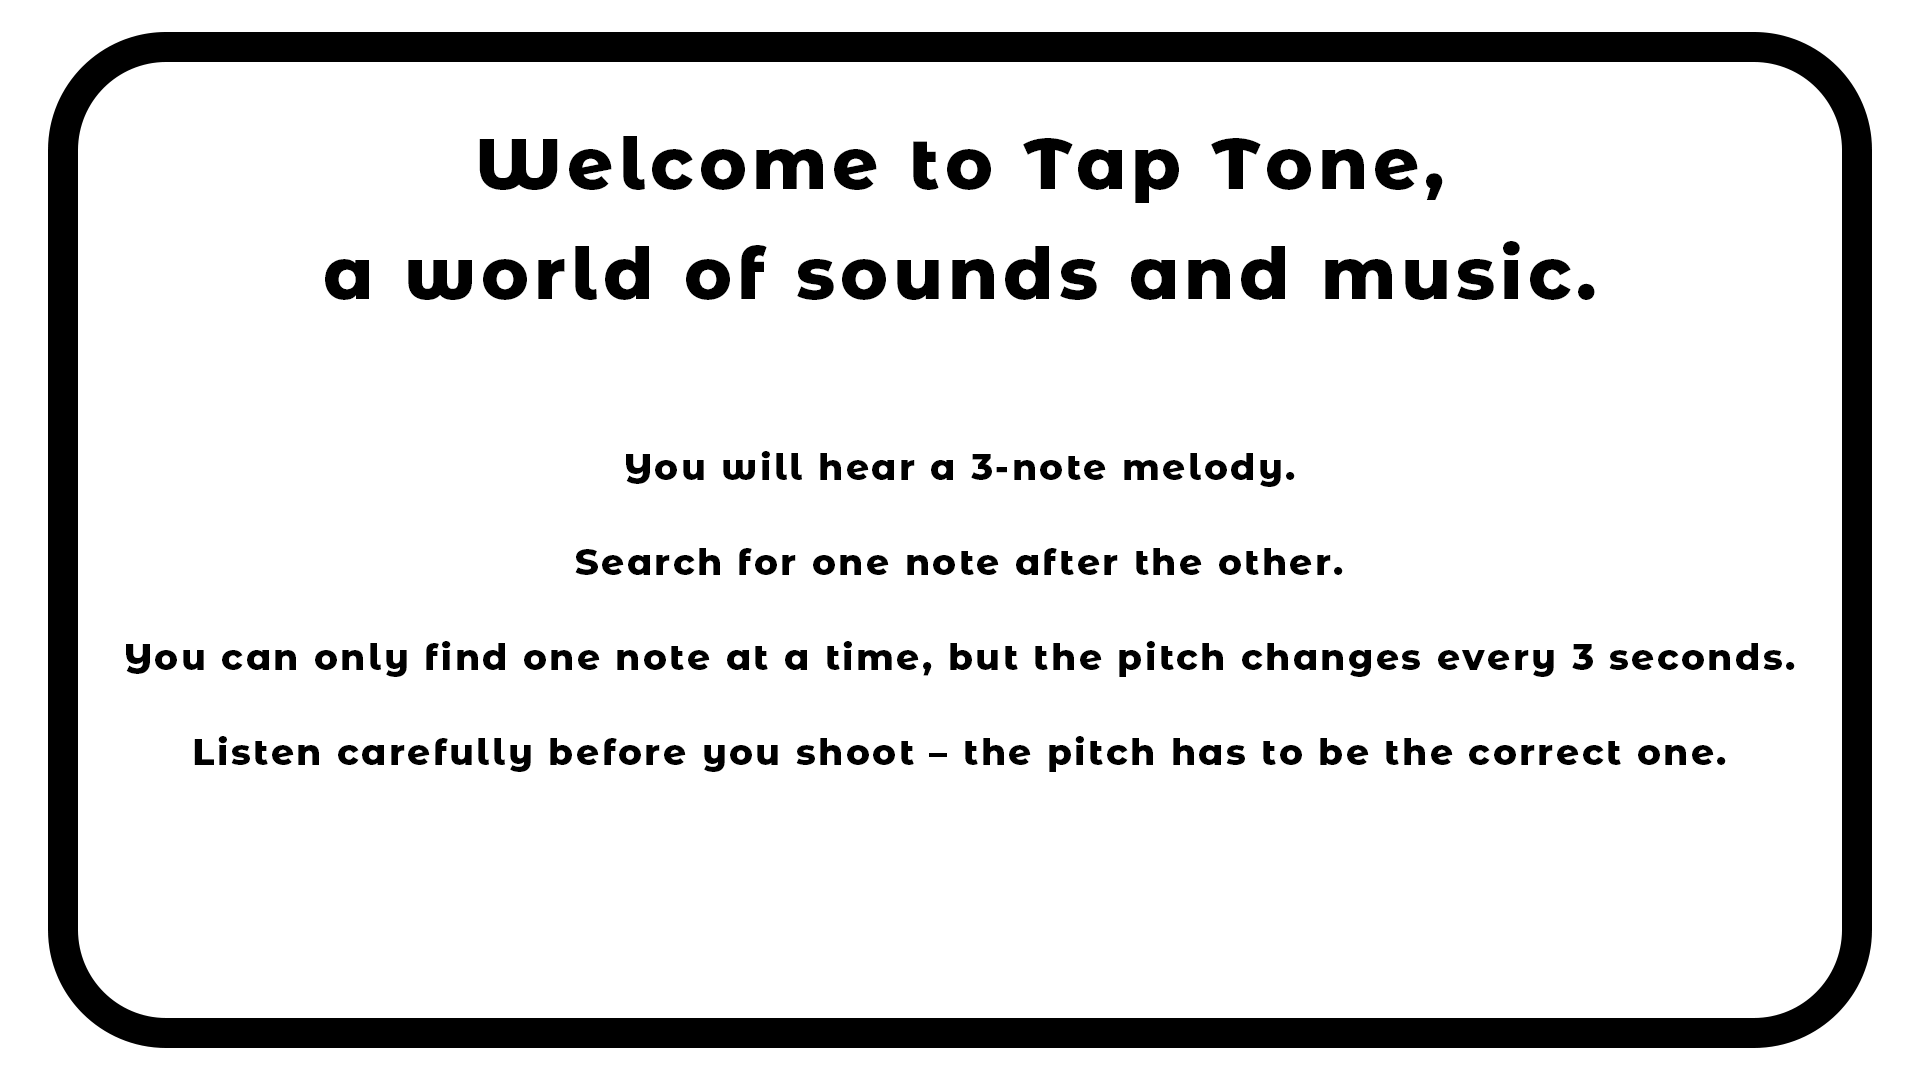 Welcome to Tap Tone,
a world of sounds and music.
You will hear a 3-note melody.
Search for one note after the other.
You can only find one note at a time, but the pitch changes every 3 seconds.
Listen carefully before you shoot – the pitch has to be the correct one.